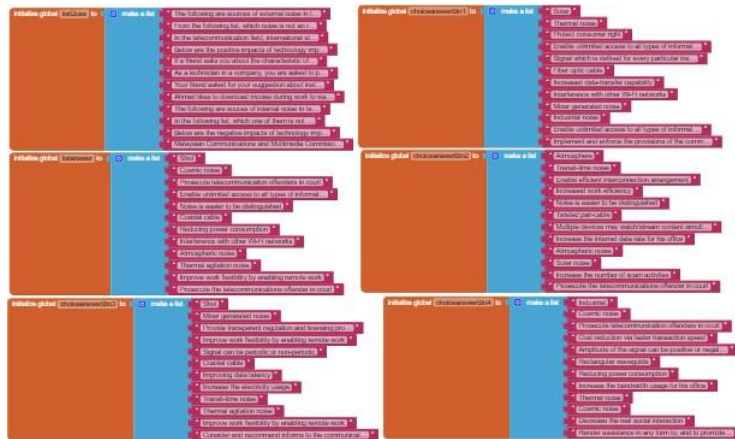 initialize global listQues to make a list
The following are sources of external noise in t...
From the following list, which noise is not an i...
In the telecommunication field, international st...
Below are the positive impacts of technology imp...
If a friend asks you about the characteristic of...
As a technician in a company, you are asked to p...
Your friend asked for your suggestion about inst...
Ahmed likes to download movies during work to wa...
The following are sources of internal noise in te...
In the following list, which one of them is not ...
Below are the negative impacts of technology imp...
Malaysian Communications and Multimedia Commissio...
initialize global to make a list
Solar
Thermal noise
Protect consumer right
Enable unlimited access to all types of informat...
Signal which is defined for every particular ins...
Fiber optic cable
Increased data-transfer capability
Interference with other Wi-Fi networks
Mixer generated noise
Industrial noise
Enable unlimited access to all types of informat...
Implement and enforce the provisions of the comm...
initialize global listanswer to make a list
Shot
Cosmic noise
Prosecute telecommunication offenders in court
Enable unlimited access to all types of informat...
Noise is easier to be distinguished
Coaxial cable
Reducing power consumption
Interference with other Wi-Fi networks
Atmospheric noise
Thermal agitation noise
Improve work flexibility by enabling remote work
Prosecute the telecommunications offender in court
initialize global to make a list
Atmosphere
Transit-time noise
Enable efficient interconnection arrangement
Increased work efficiency
Noise is easier to be distinguished
Twisted pair-cable
Multiple devices may watch/stream content simult...
Increase the internet data rate for his office
Atmospheric noise
Solar noise
Increase the number of scam activities
Prosecute the telecommunications offender in court
initialize global to make a list
Shot
Mixer generated noise
Provide transparent regulation and licensing pro...
Improve work flexibility by enabling remote work
Signal can be periodic or non-periodic
Coaxial cable
Improving data latency
Increase the electricity usage
Transit-time noise
Thermal agitation noise
Improve work flexibility by enabling remote work
Consider and recommend reforms to the communicat...
initialize global to make a list
Industrial
Cosmic noise
Prosecute telecommunication offenders in court
Cost reduction via faster transaction speed
Amplitude of the signal can be positive or negat...
Rectangular waveguide
Reducing power consumption
Increase the bandwidth usage for his office
Thermal noise
Cosmic noise
Decrease the real social interaction
Render assistance in any form to, and to promote...